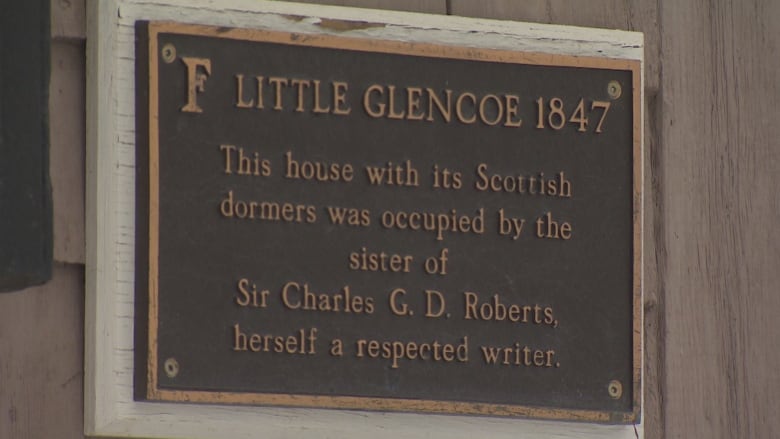 F LITTLE GLENCOE 1847
This house with its Scottish
dormers was occupied by the
sister of
Sir Charles G. D. Roberts,
herself a respected writer.